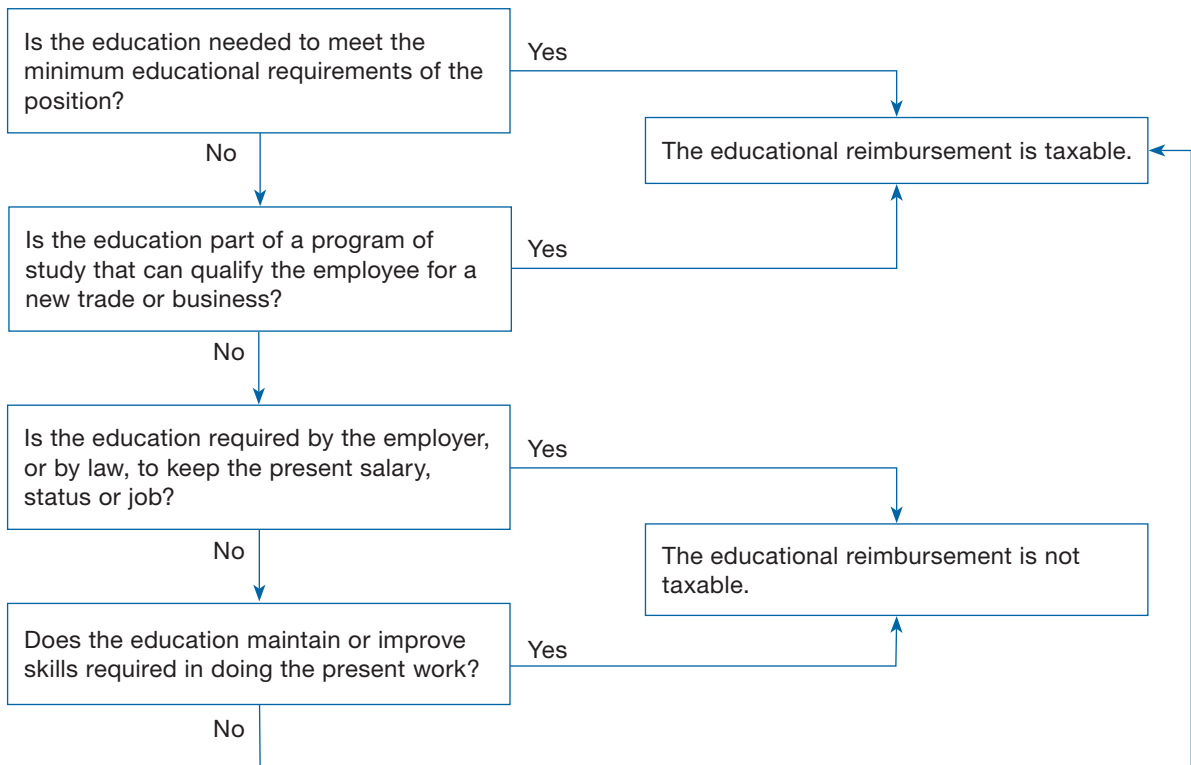 Is the education needed to meet the
minimum educational requirements of the
position?
Yes
No
The educational reimbursement is taxable.
Is the education part of a program of
study that can qualify the employee for a
new trade or business?
Yes
No
Is the education required by the employer,
or by law, to keep the present salary,
status or job?
Yes
No
The educational reimbursement is not
taxable.
Does the education maintain or improve
skills required in doing the present work?
Yes
No